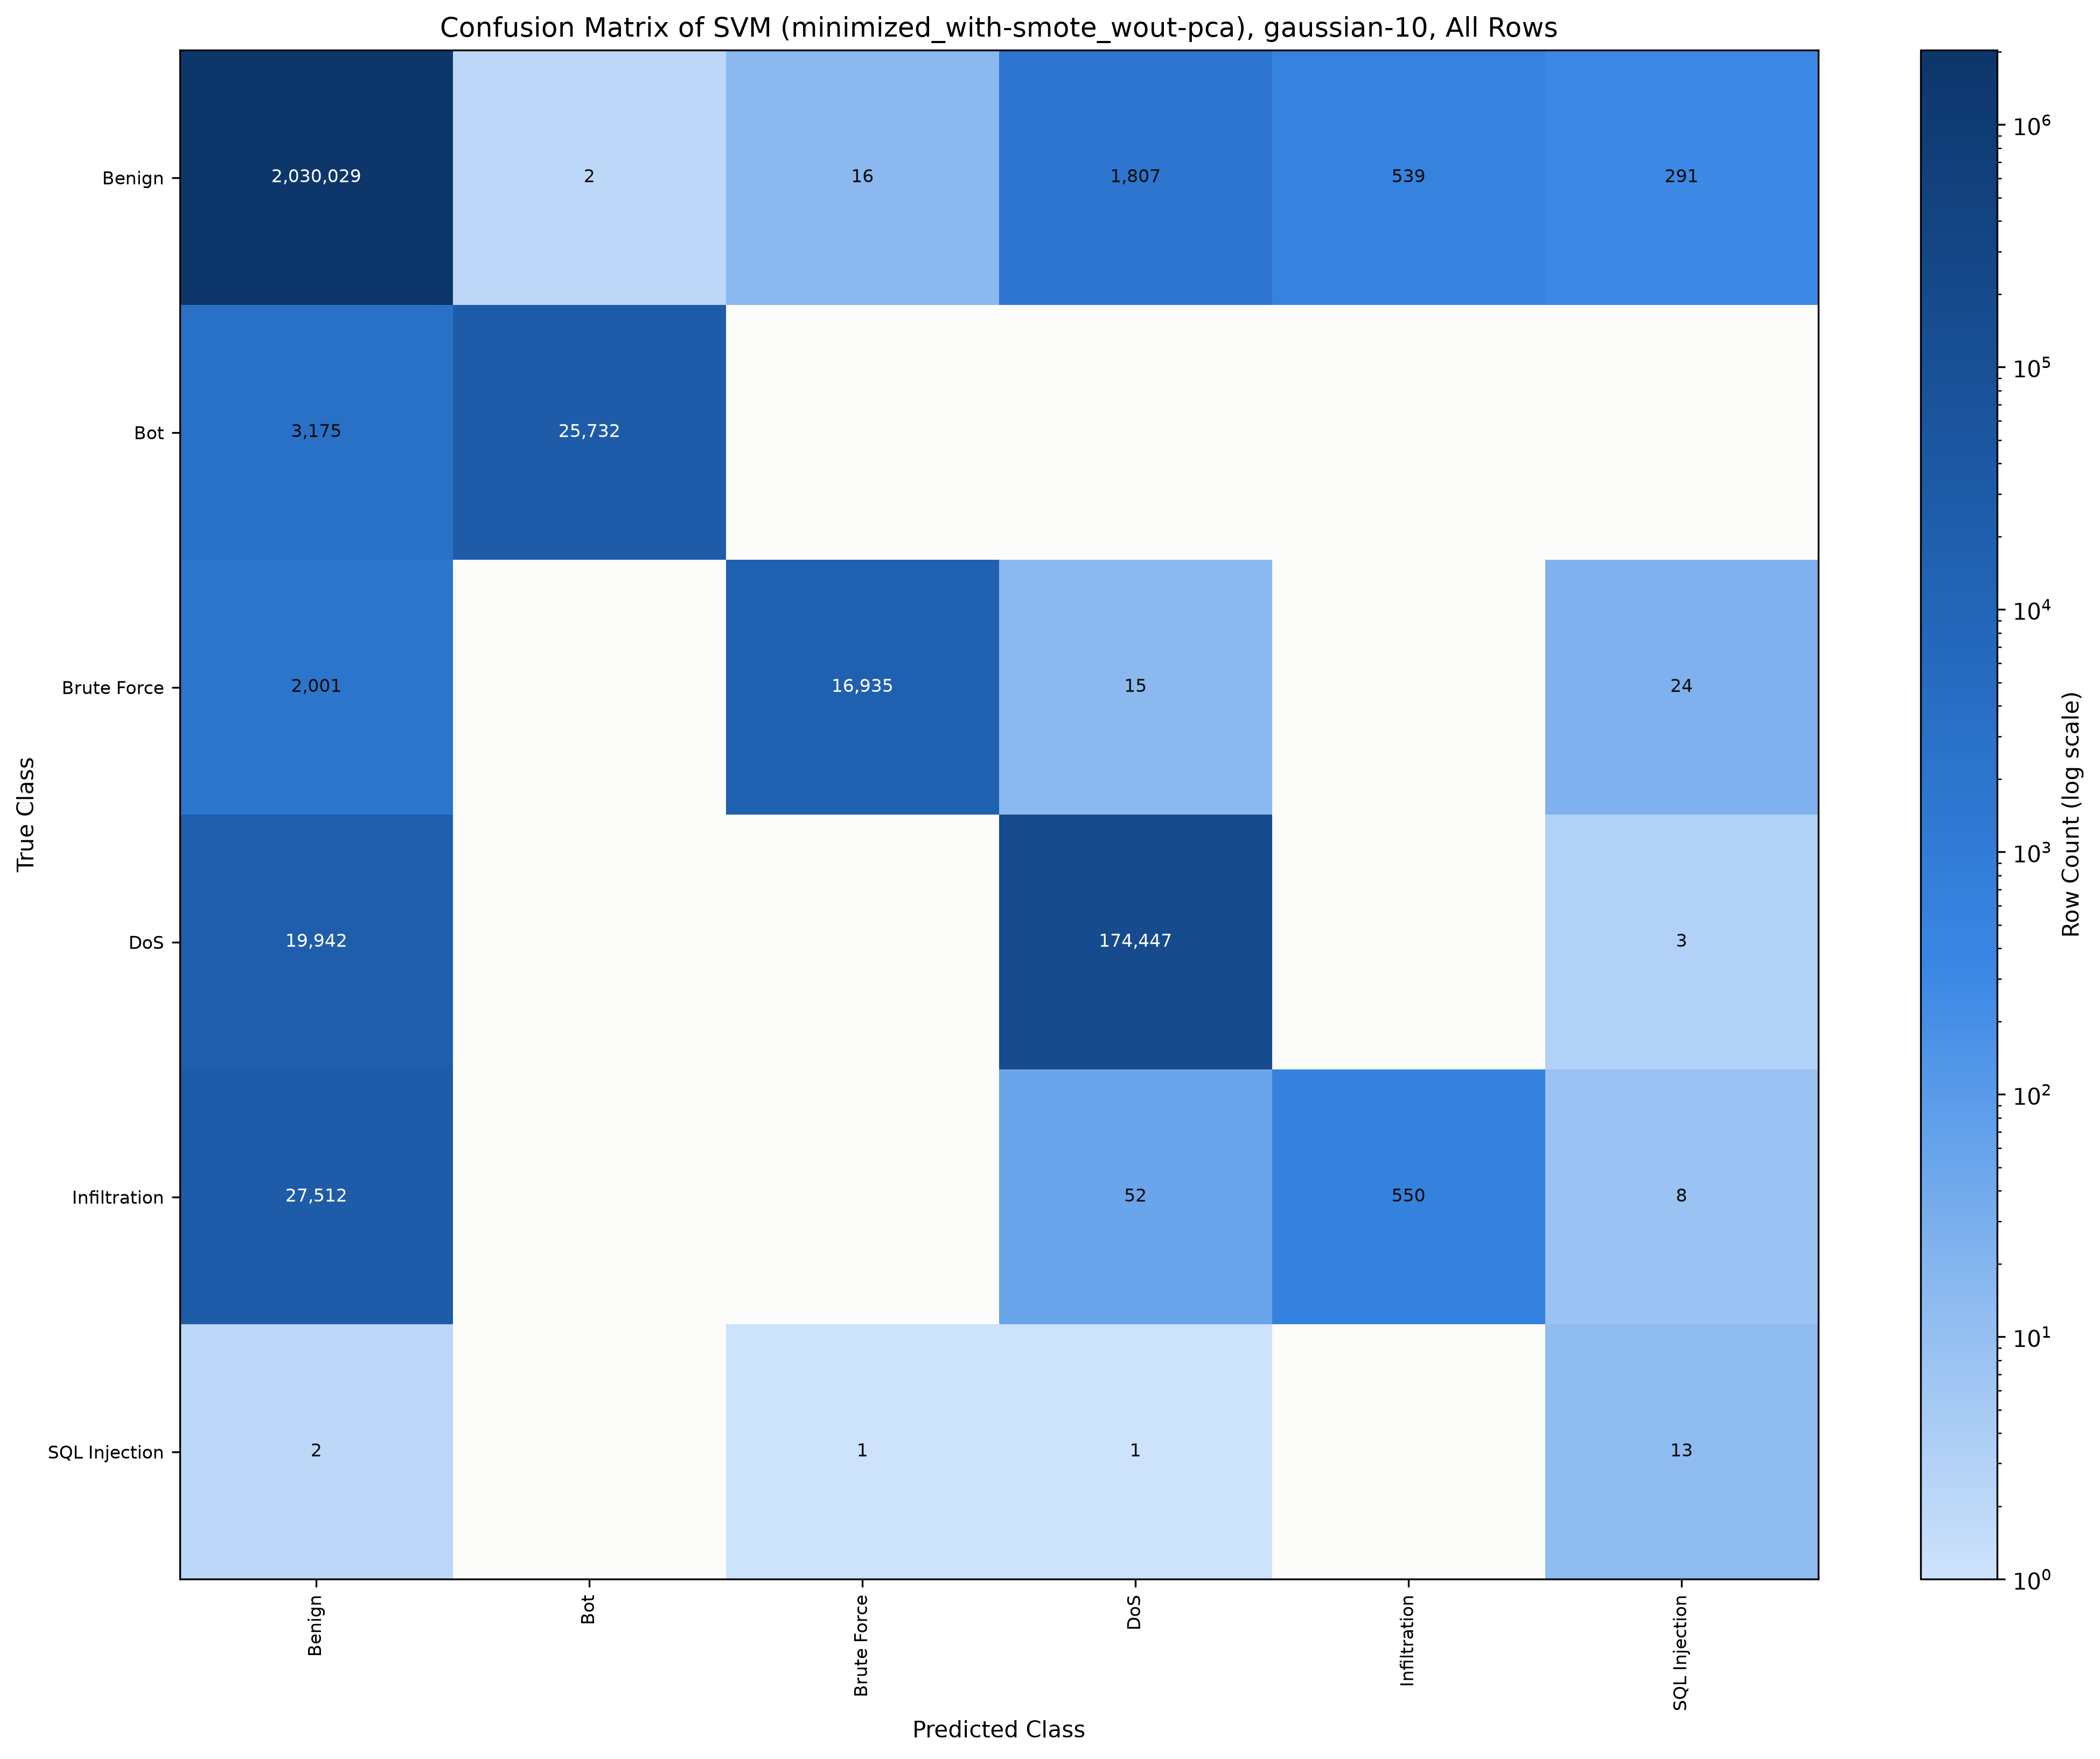 Confusion Matrix of SVM (minimized_with-smote_wout-pca), gaussian-10, All Rows
True Class
Benign
2,030,029 2 16 1,807 539 291
Bot
3,175 25,732
Brute Force
2,001 16,935 15 24
DoS
19,942 174,447 3
Infiltration
27,512 52 550 8
SQL Injection
2 1 1 13
Benign
Bot
Brute Force
DoS
Infiltration
SQL Injection
Predicted Class
10⁶
10⁵
10⁴
10³
10²
10¹
10⁰
Row Count (log scale)